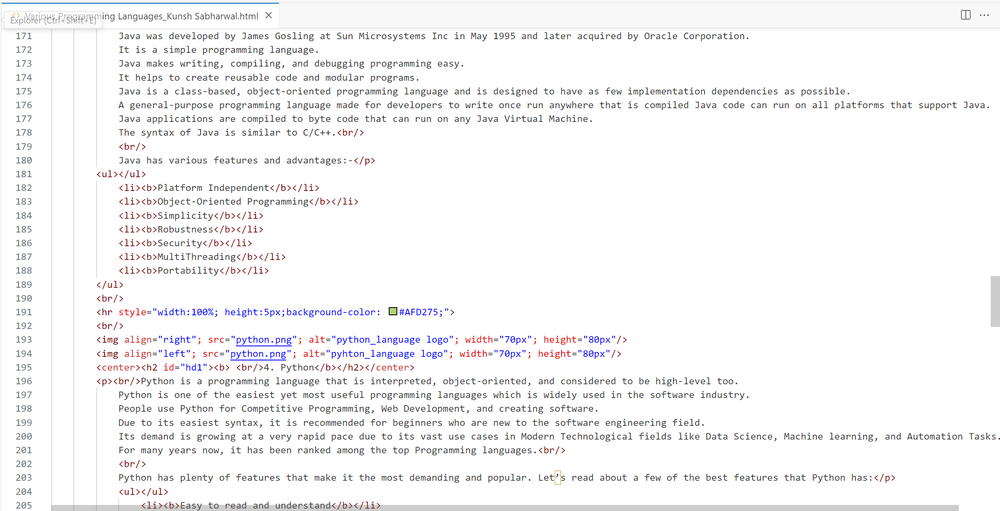 Various Programming Languages_Kunsh Sabharwal.html
Explorer (Ctrl+Shift+E)
171 Java was developed by James Gosling at Sun Microsystems Inc in May 1995 and later acquired by Oracle Corporation.
172 It is a simple programming language.
173 Java makes writing, compiling, and debugging programming easy.
174 It helps to create reusable code and modular programs.
175 Java is a class-based, object-oriented programming language and is designed to have as few implementation dependencies as possible.
176 A general-purpose programming language made for developers to write once run anywhere that is compiled Java code can run on all platforms that support Java.
177 Java applications are compiled to byte code that can run on any Java Virtual Machine.
178 The syntax of Java is similar to C/C++.<br/>
179 <br/>
180 Java has various features and advantages:-</p>
181 <ul></ul>
182 <li><b>Platform Independent</b></li>
183 <li><b>Object-Oriented Programming</b></li>
184 <li><b>Simplicity</b></li>
185 <li><b>Robustness</b></li>
186 <li><b>Security</b></li>
187 <li><b>MultiThreading</b></li>
188 <li><b>Portability</b></li>
189 </ul>
190 <br/>
191 <hr style="width:100%; height:5px;background-color: #AFD275;">
192 <br/>
193 <img align="right"; src="python.png"; alt="python_language logo"; width="70px"; height="80px"/>
194 <img align="left"; src="python.png"; alt="pyhton_language logo"; width="70px"; height="80px"/>
195 <center><h2 id="hd1"><b> <br/>4. Python</b></h2></center>
196 <p><br/>Python is a programming language that is interpreted, object-oriented, and considered to be high-level too.
197 Python is one of the easiest yet most useful programming languages which is widely used in the software industry.
198 People use Python for Competitive Programming, Web Development, and creating software.
199 Due to its easiest syntax, it is recommended for beginners who are new to the software engineering field.
200 Its demand is growing at a very rapid pace due to its vast use cases in Modern Technological fields like Data Science, Machine learning, and Automation Tasks.
201 For many years now, it has been ranked among the top Programming languages.<br/>
202 <br/>
203 Python has plenty of features that make it the most demanding and popular. Let’s read about a few of the best features that Python has:</p>
204 <ul></ul>
205 <li><b>Easy to read and understand</b></li>